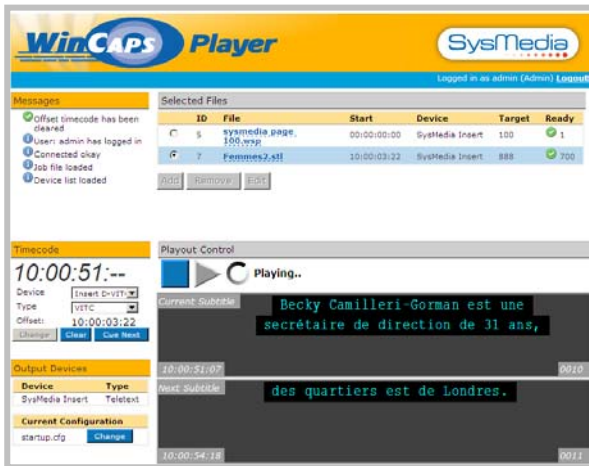 WinCAPS Player
SysMedia
Logged in as admin (Admin) Logout
Messages
Offset timecode has been
cleared
User: admin has logged in
Connected okay
Job file loaded
Device list loaded
Selected Files
ID File Start Device Target Ready
5 sysmedia page
100.wsp 00:00:00:00 SysMedia Insert 100 1
7 Femmes2.stl 10:00:03:22 SysMedia Insert 888 700
Add Remove Edit
Timecode
10:00:51:--
Device Insert D-VIT
Type VITC
Offset: 10:00:03:22
Change Clear Cue Next
Output Devices
Device Type
SysMedia Insert Teletext
Current Configuration
startup.cfg Change
Playout Control
Playing..
Current Subtitle
Becky Camilleri-Gorman est une
secrétaire de direction de 31 ans,
10:00:51:07 0010
Next Subtitle
des quartiers est de Londres.
10:00:54:18 0011